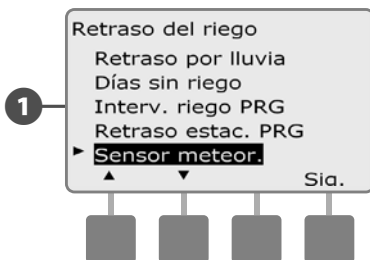 Retraso del riego
Retraso por lluvia
Días sin riego
Interv. riego PRG
Retraso estac. PRG
Sensor meteor.
Sig.
1